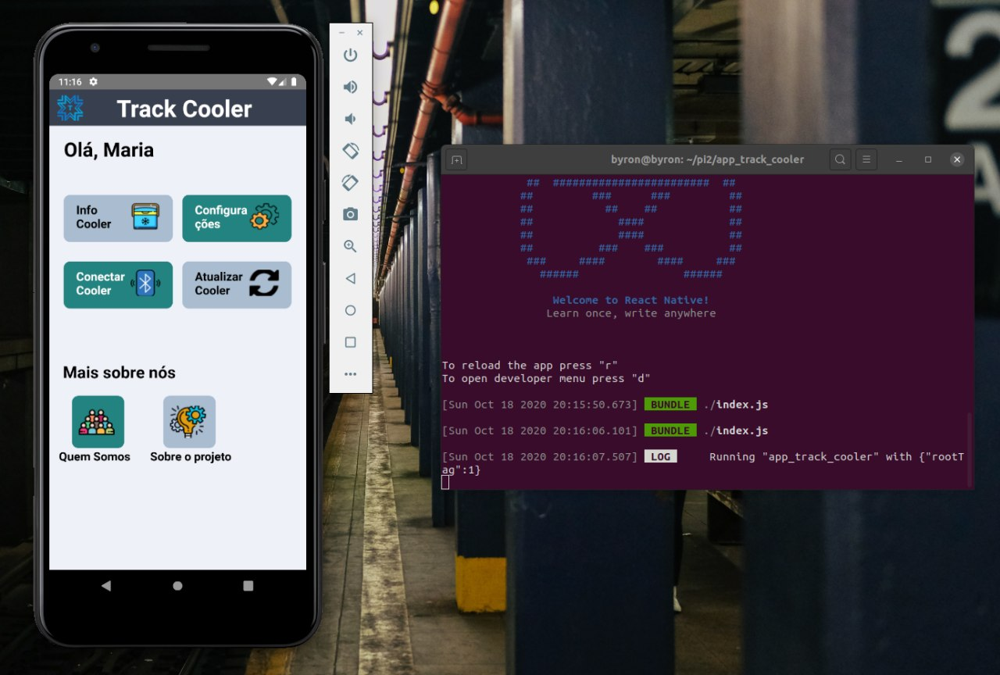 11:16
T
Track Cooler
Olá, Maria
Info
Cooler
Configura
ções
Conectar
Cooler
Atualizar
Cooler
Mais sobre nós
Quem Somos
Sobre o projeto
2
byron@byron: ~/pi2/app_track_cooler
## ######################## ##
## ### ### ##
## ## ## ##
## #### ##
## #### ##
## ### ### ##
### #### #### ###
###### ######
Welcome to React Native!
Learn once, write anywhere
To reload the app press "r"
To open developer menu press "d"
[Sun Oct 18 2020 20:15:50.673] BUNDLE ./index.js
[Sun Oct 18 2020 20:16:06.101] BUNDLE ./index.js
[Sun Oct 18 2020 20:16:07.507] LOG Running "app_track_cooler" with {"rootT
ag":1}